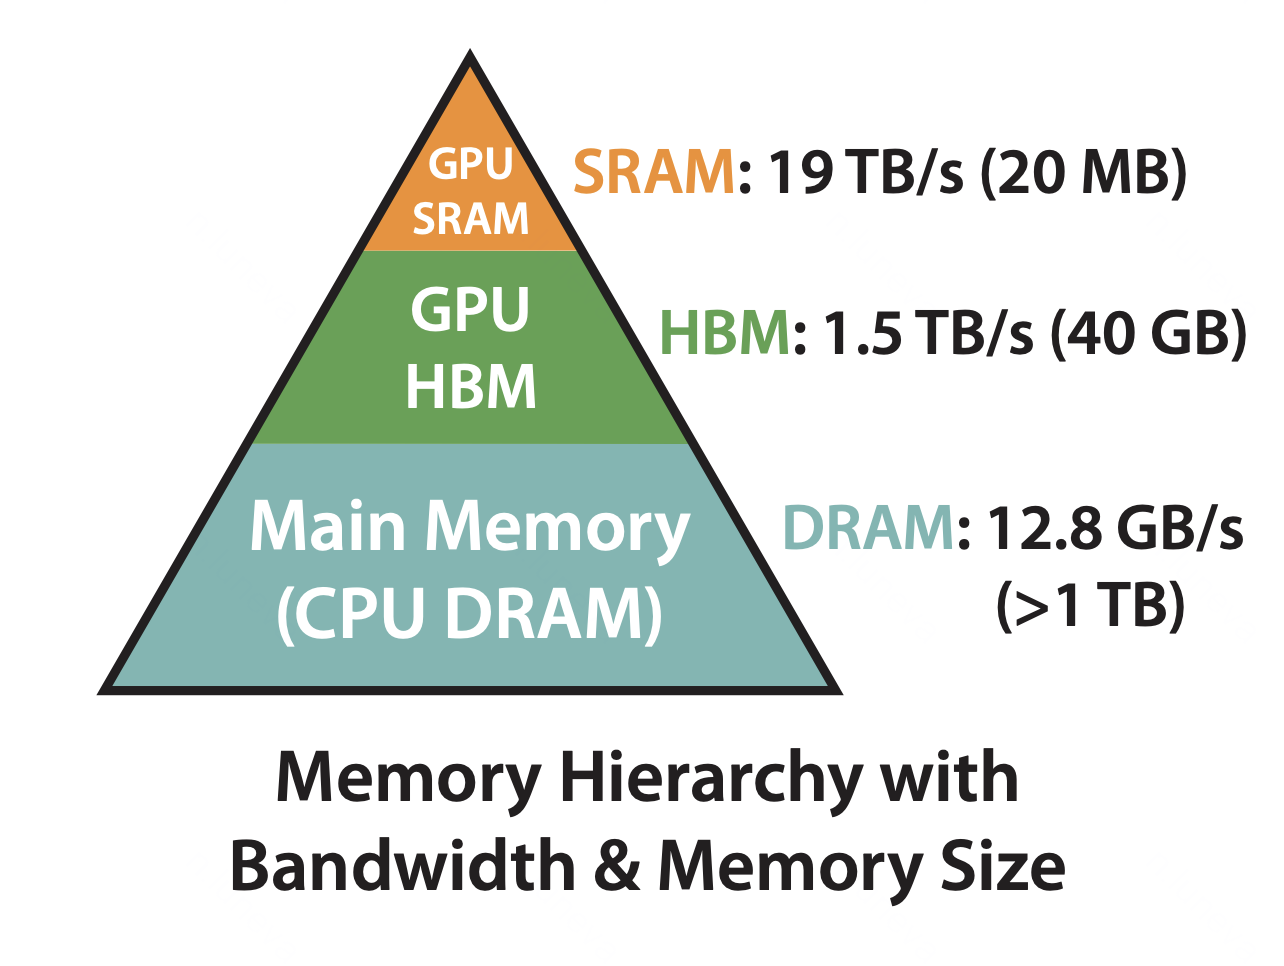 GPU
SRAM
SRAM: 19 TB/s (20 MB)
GPU
HBM
HBM: 1.5 TB/s (40 GB)
Main Memory
(CPU DRAM)
DRAM: 12.8 GB/s
(>1 TB)
Memory Hierarchy with
Bandwidth & Memory Size